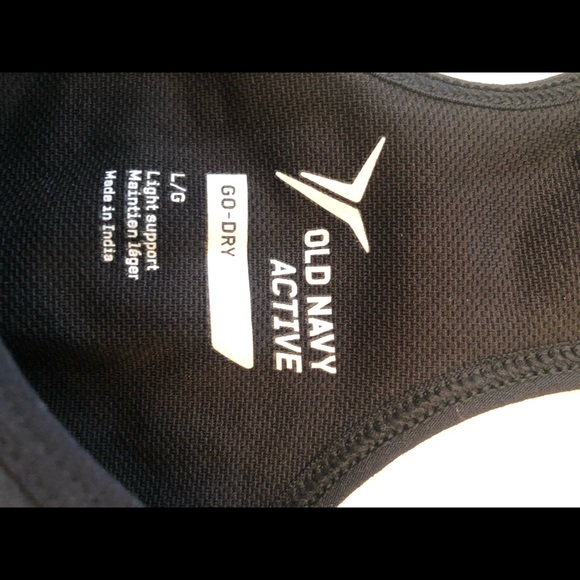 OLD NAVY
ACTIVE
GO-DRY
L/G
Light support
Maintien léger
Made in India